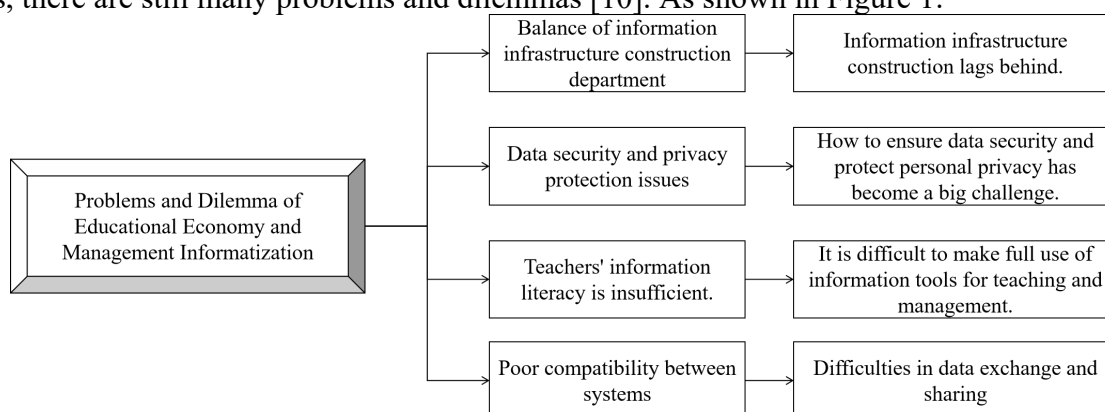 s, there are still many problems and dilemmas [10]. As shown in Figure 1.
Balance of information
infrastructure construction
department
Information infrastructure
construction lags behind.
Data security and privacy
protection issues
How to ensure data security and
protect personal privacy has
become a big challenge.
Problems and Dilemma of
Educational Economy and
Management Informatization
Teachers' information
literacy is insufficient.
It is difficult to make full use of
information tools for teaching and
management.
Poor compatibility between
systems
Difficulties in data exchange and
sharing